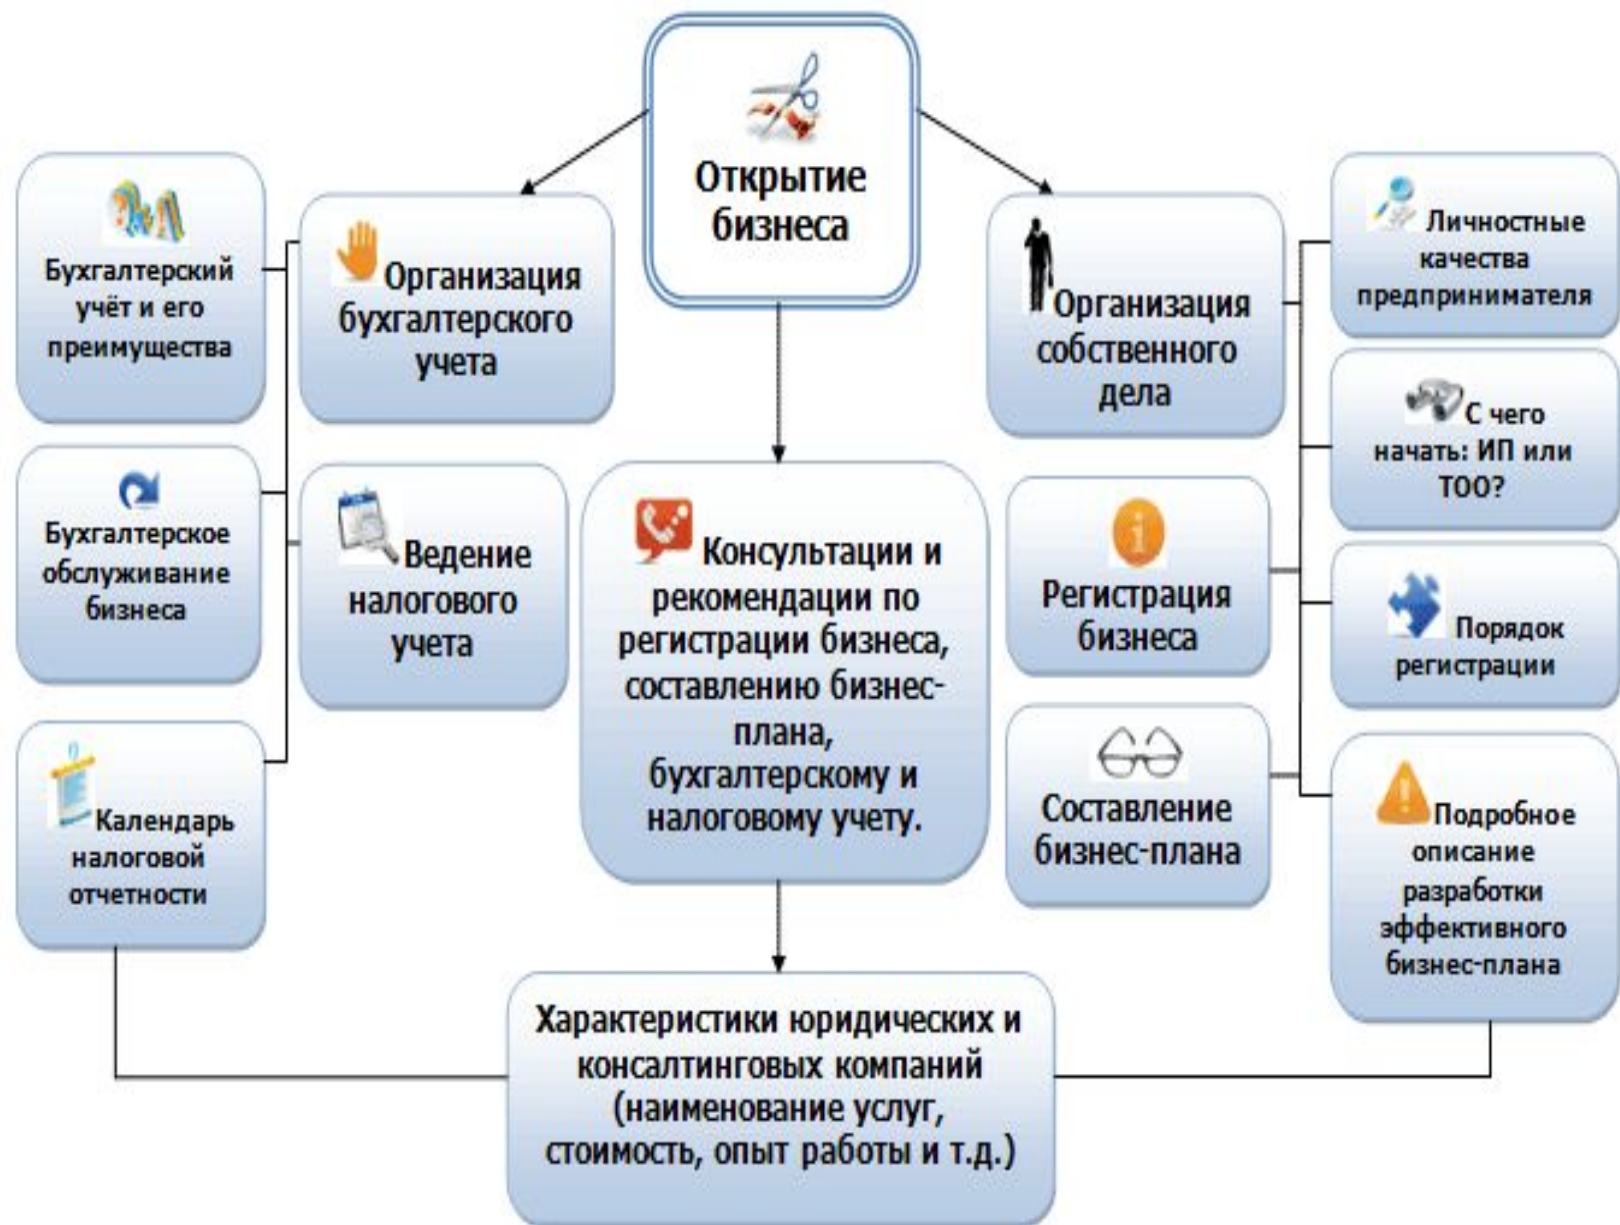 Открытие
бизнеса
Бухгалтерский
учёт и его
преимущества
Организация
бухгалтерского
учета
Организация
собственного
дела
Личностные
качества
предпринимателя
Бухгалтерское
обслуживание
бизнеса
Ведение
налогового
учета
Консультации и
рекомендации по
регистрации бизнеса,
составлению бизнес-
плана,
бухгалтерскому и
налоговому учету.
Регистрация
бизнеса
С чего
начать: ИП или
ТОО?
Порядок
регистрации
Календарь
налоговой
отчетности
Составление
бизнес-плана
Подробное
описание
разработки
эффективного
бизнес-плана
Характеристики юридических и
консалтинговых компаний
(наименование услуг,
стоимость, опыт работы и т.д.)